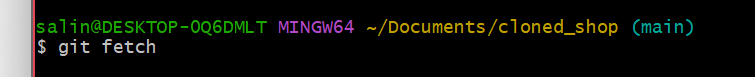 salin@DESKTOP-OQ6DMLT MINGW64 ~/Documents/cloned_shop (main)
$ git fetch